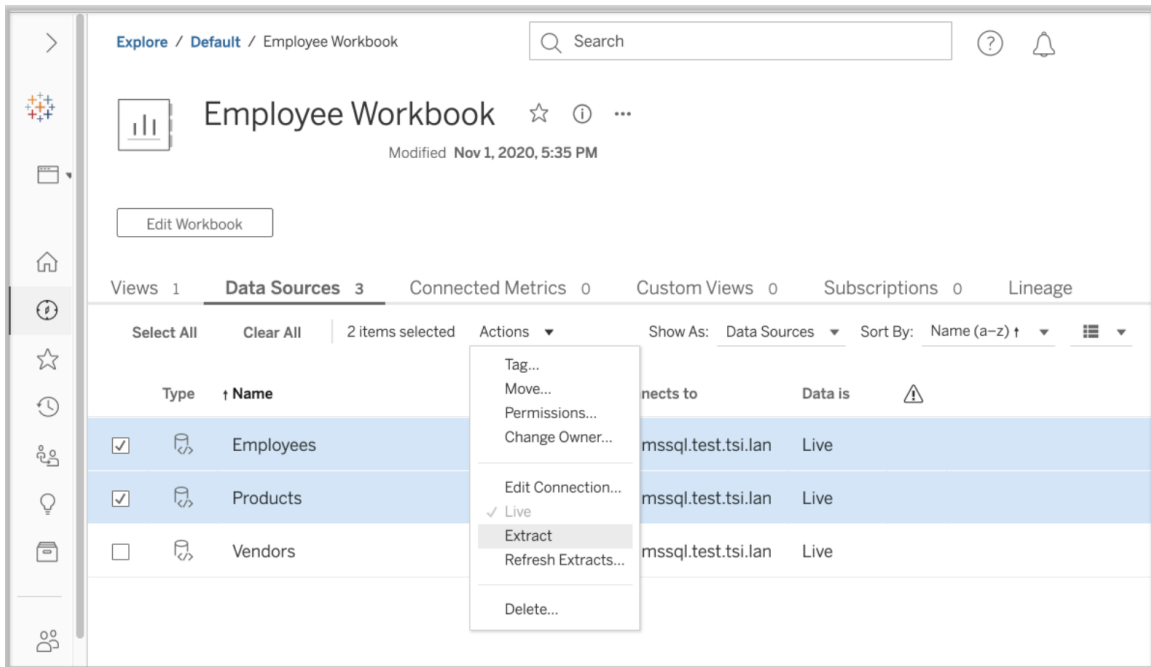 Explore / Default / Employee Workbook
Search
Employee Workbook
Modified Nov 1, 2020, 5:35 PM
Edit Workbook
Views 1 Data Sources 3 Connected Metrics 0 Custom Views 0 Subscriptions 0 Lineage
Select All Clear All 2 items selected Actions Show As: Data Sources Sort By: Name (a–z) ↑
Tag...
Move...
Permissions...
Change Owner...
Edit Connection...
✓ Live
Extract
Refresh Extracts...
Delete...
Type ↑ Name nects to Data is
Employees mssql.test.tsi.lan Live
Products mssql.test.tsi.lan Live
Vendors mssql.test.tsi.lan Live